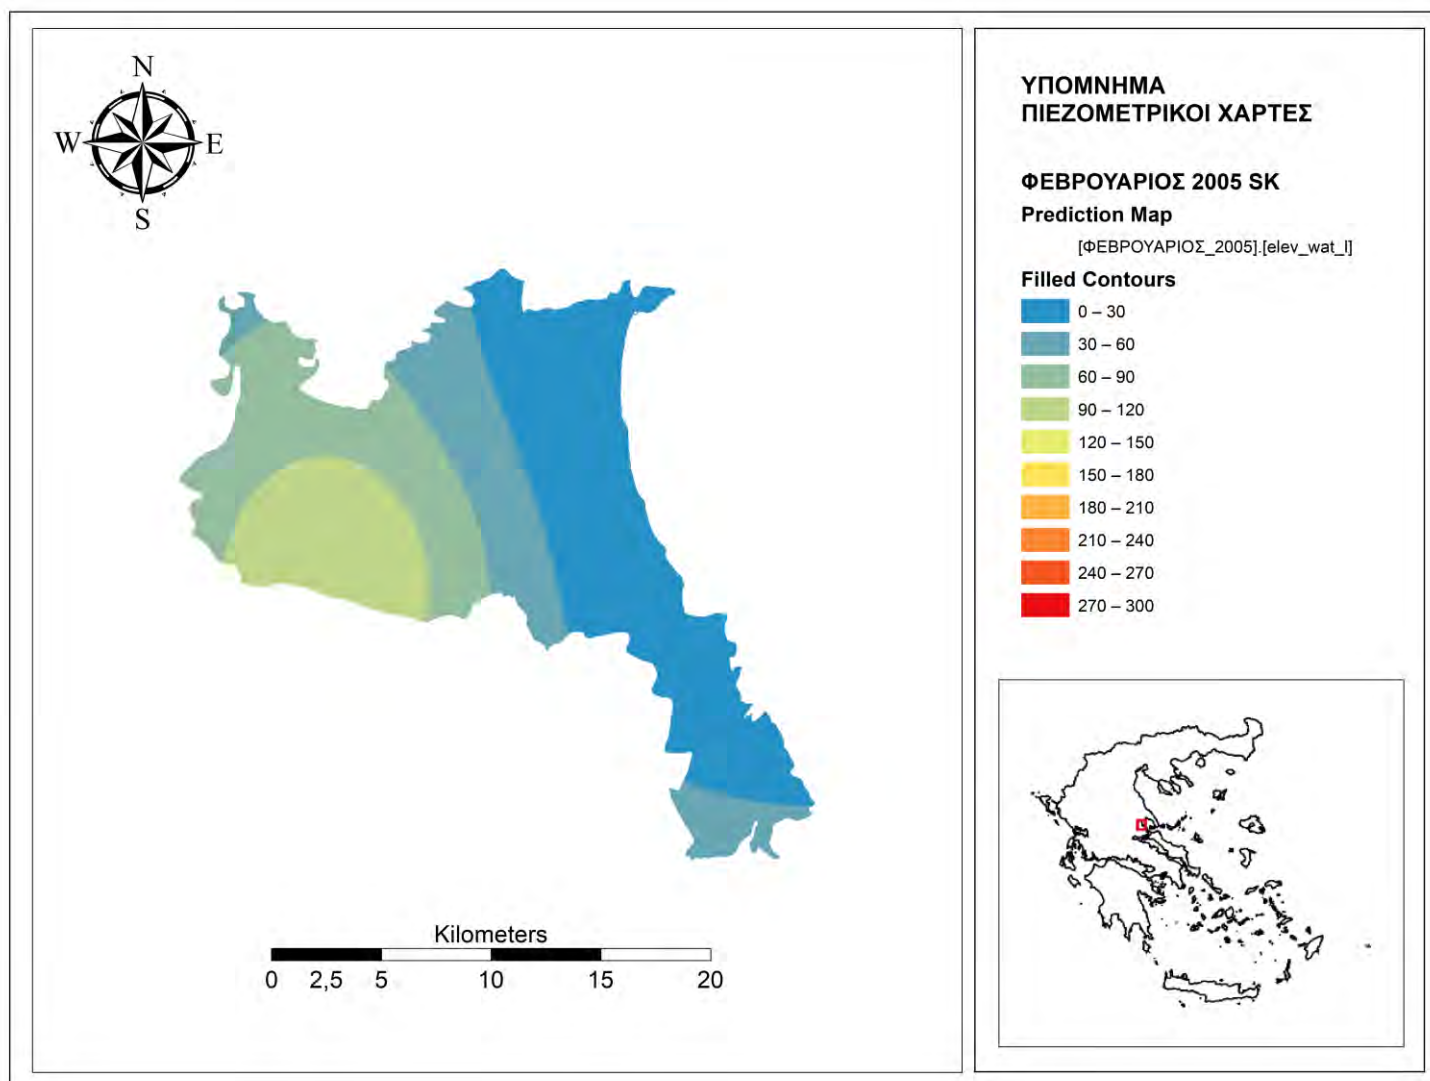 N
W E
S
Kilometers
0 2,5 5 10 15 20
ΥΠΟΜΝΗΜΑ
ΠΙΕΖΟΜΕΤΡΙΚΟΙ ΧΑΡΤΕΣ
ΦΕΒΡΟΥΑΡΙΟΣ 2005 SK
Prediction Map
[ΦΕΒΡΟΥΑΡΙΟΣ_2005].[elev_wat_l]
Filled Contours
0 – 30
30 – 60
60 – 90
90 – 120
120 – 150
150 – 180
180 – 210
210 – 240
240 – 270
270 – 300